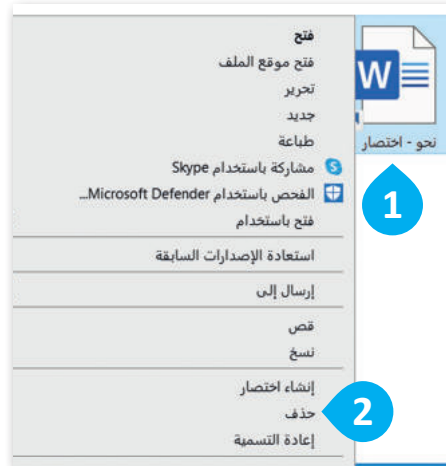 فتح
فتح موقع الملف
تحرير
جديد
طباعة
مشاركة باستخدام Skype
الفحص باستخدام Microsoft Defender...
فتح باستخدام
استعادة الإصدارات السابقة
إرسال إلى
قص
نسخ
إنشاء اختصار
حذف
إعادة التسمية
W
نحو - اختصار
1
2